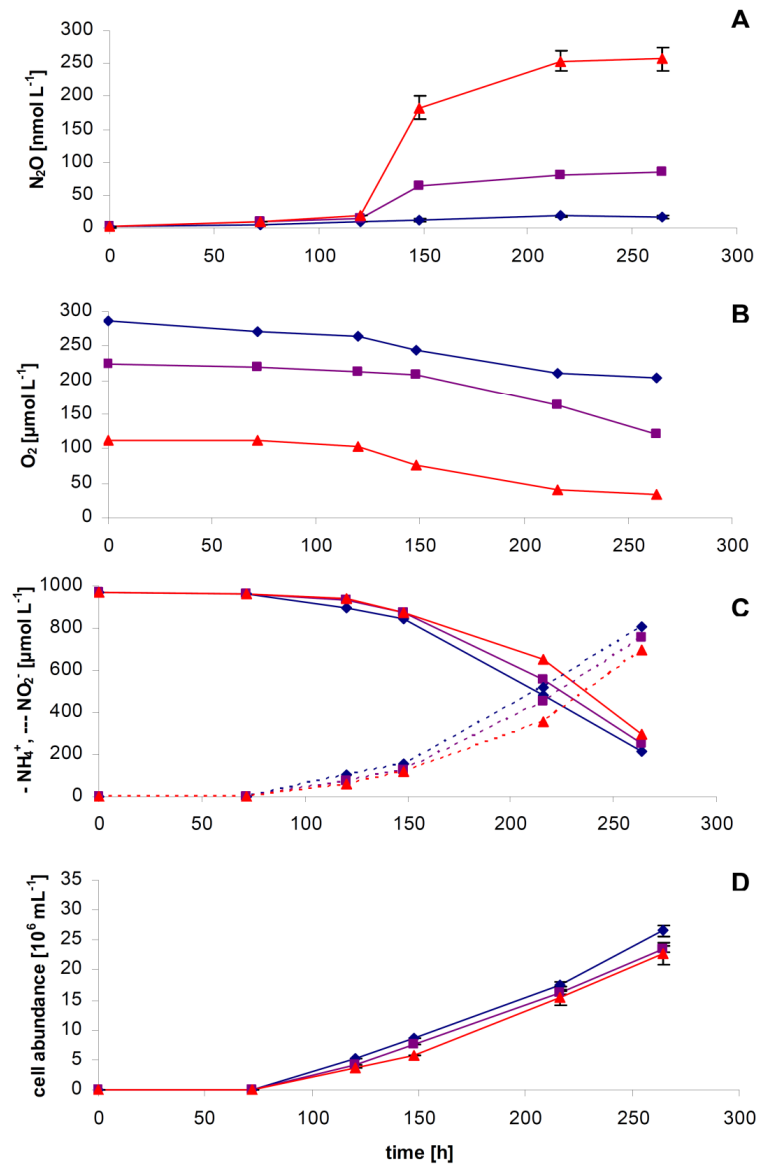 A
300
250
200
150
100
50
0
N₂O [nmol L⁻¹]
0 50 100 150 200 250 300
B
300
250
200
150
100
50
0
O₂ [µmol L⁻¹]
0 50 100 150 200 250 300
C
1000
800
600
400
200
0
- NH₄⁺, --- NO₂⁻ [µmol L⁻¹]
0 50 100 150 200 250 300
D
35
30
25
20
15
10
5
0
cell abundance [10⁶ mL⁻¹]
0 50 100 150 200 250 300
time [h]